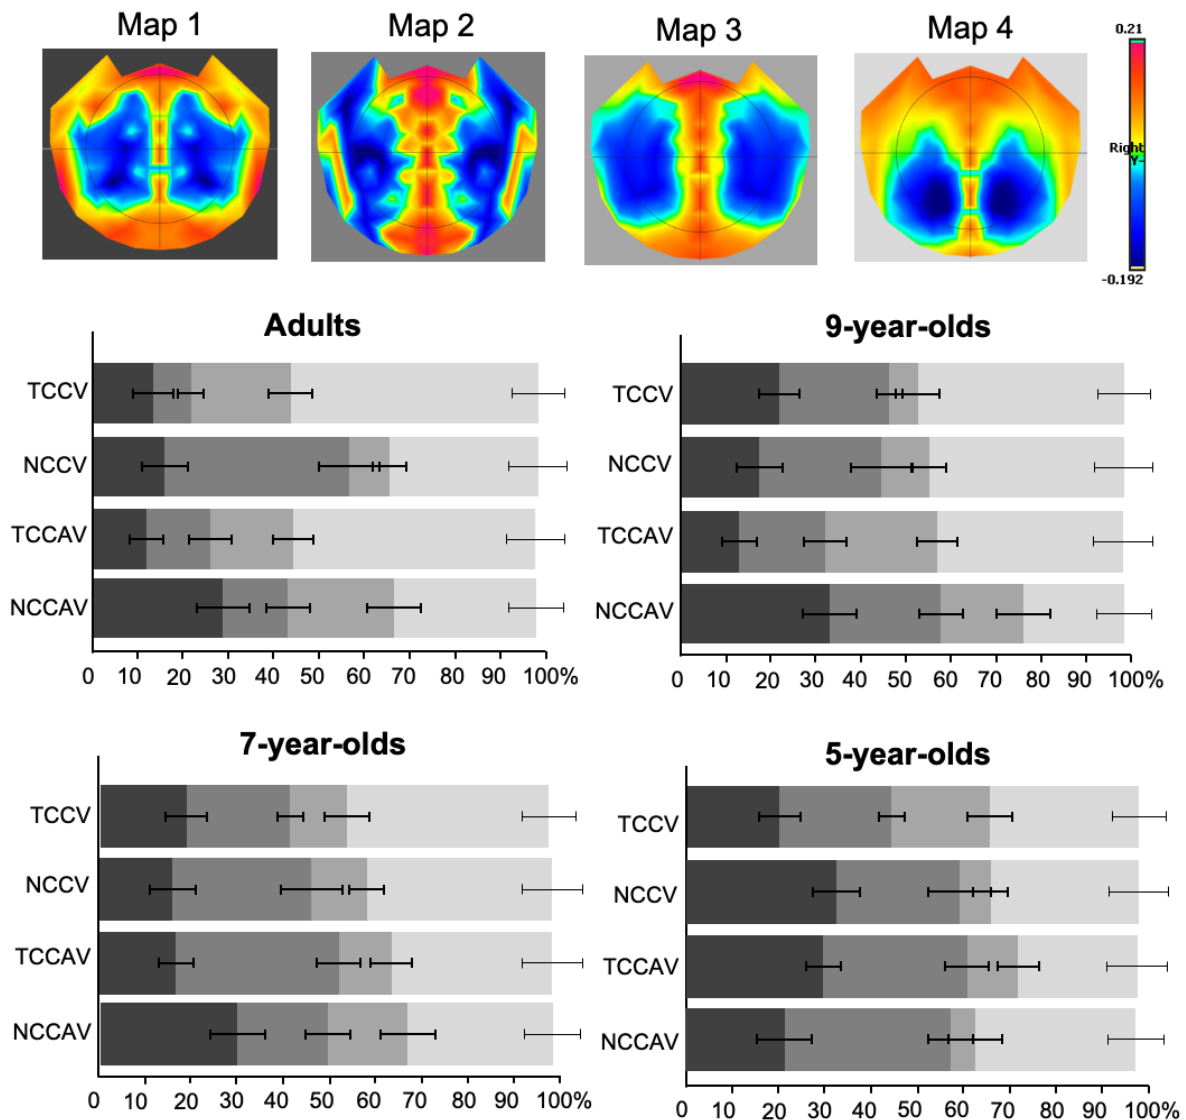 Map 1 Map 2 Map 3 Map 4
0.21
Right
Y
-0.192
Adults
TCCV
NCCV
TCCAV
NCCAV
0 10 20 30 40 50 60 70 80 90 100%
9-year-olds
TCCV
NCCV
TCCAV
NCCAV
0 10 20 30 40 50 60 70 80 90 100%
7-year-olds
TCCV
NCCV
TCCAV
NCCAV
0 10 20 30 40 50 60 70 80 90 100%
5-year-olds
TCCV
NCCV
TCCAV
NCCAV
0 10 20 30 40 50 60 70 80 90 100%